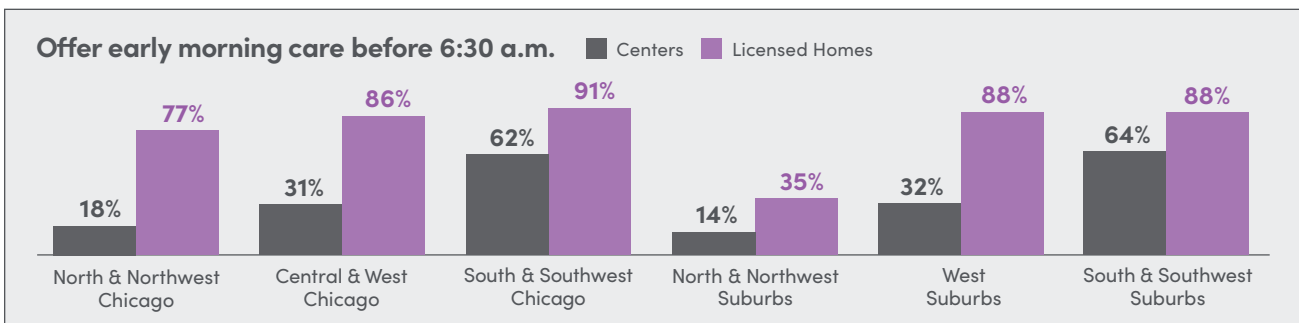 Offer early morning care before 6:30 a.m. Centers Licensed Homes
18% 77% 31% 86% 62% 91% 14% 35% 32% 88% 64% 88%
North & Northwest Central & West South & Southwest North & Northwest West South & Southwest
Chicago Chicago Chicago Suburbs Suburbs Suburbs